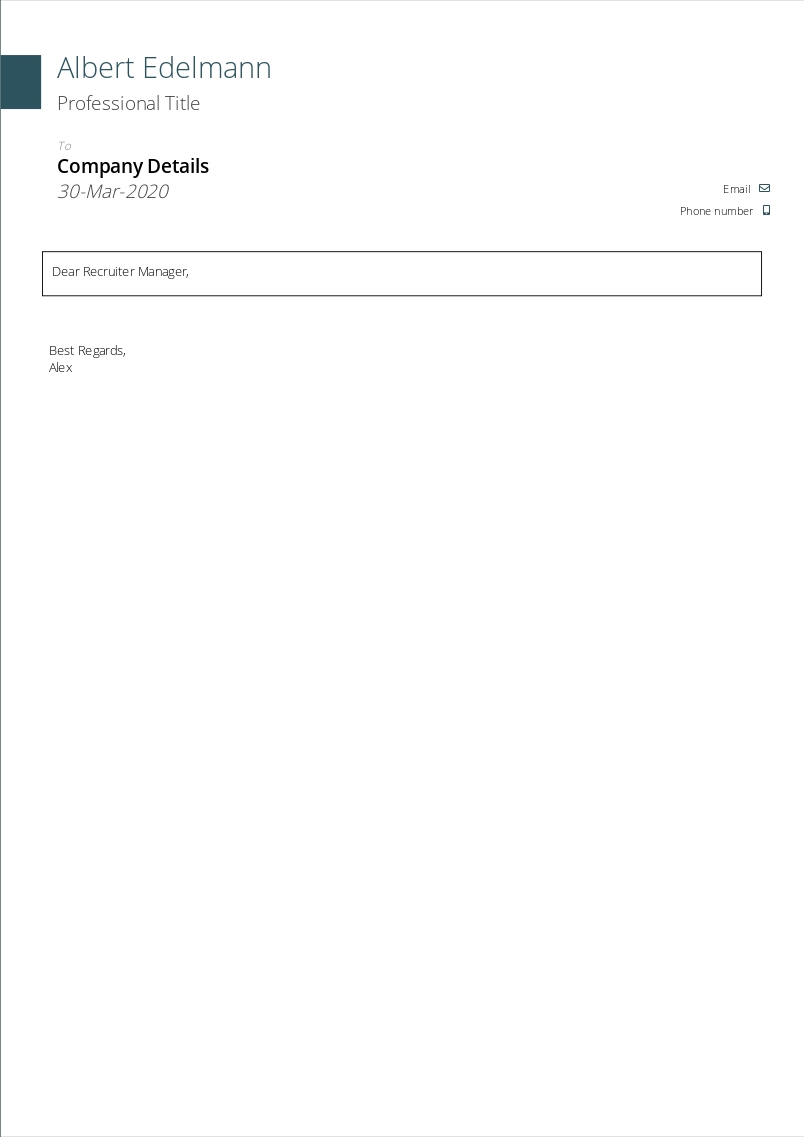 Albert Edelmann
Professional Title
To
Company Details
30-Mar-2020
Email
Phone number
Dear Recruiter Manager,
Best Regards,
Alex